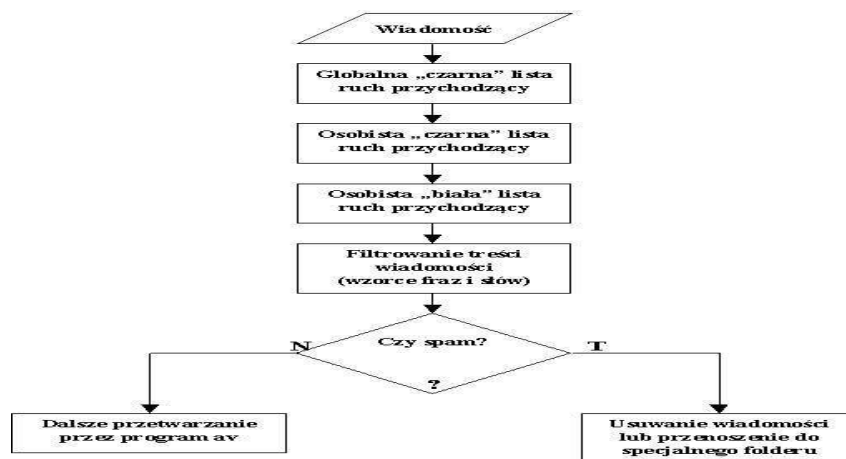 Wiadomość
Globalna „czarna” lista
ruch przychodzący
Osobista „czarna” lista
ruch przychodzący
Osobista „biała” lista
ruch przychodzący
Filtrowanie treści
wiadomości
(wzorce fraz i słów)
N
Czy spam?
T
?
Dalsze przetwarzanie
przez program av
Usuwanie wiadomości
lub przenoszenie do
specjalnego folderu